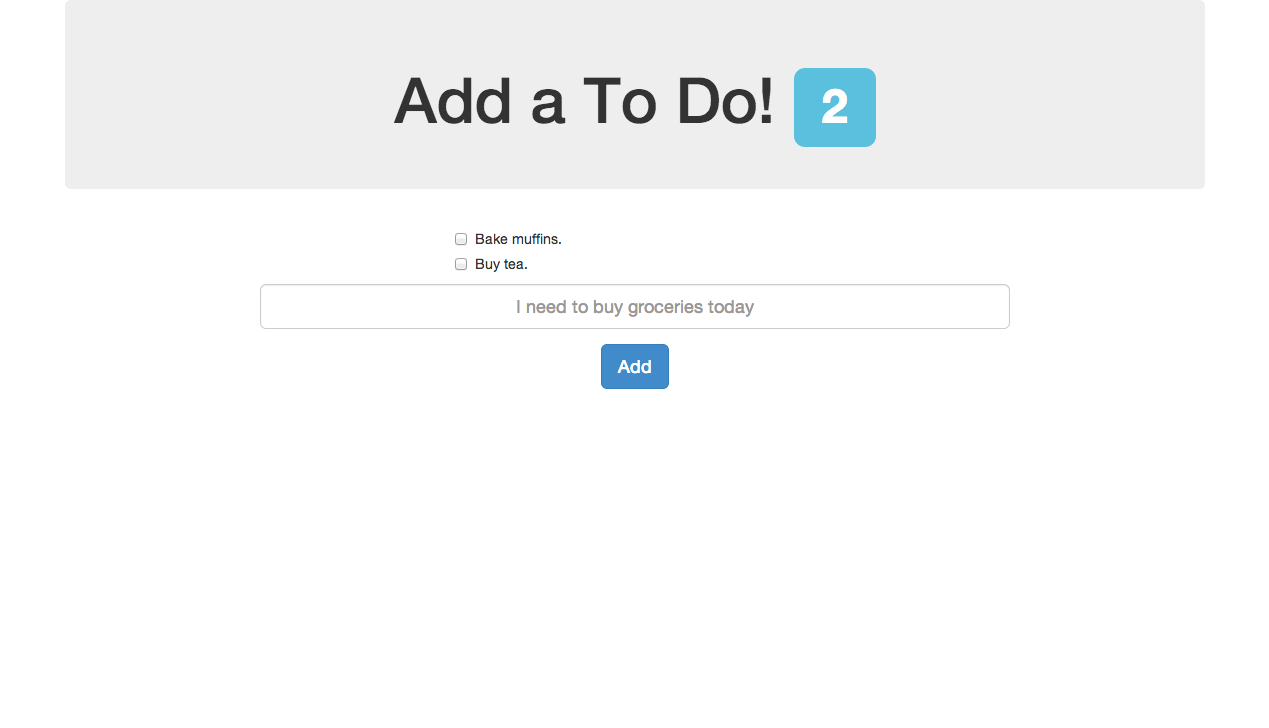 Add a To Do! 2
Bake muffins.
Buy tea.
I need to buy groceries today
Add